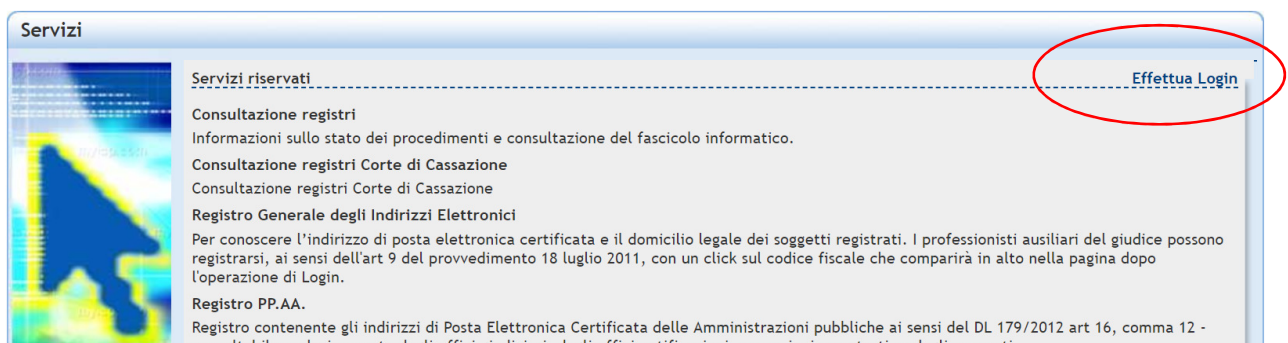 Servizi
Servizi riservati
Effettua Login
Consultazione registri
Informazioni sullo stato dei procedimenti e consultazione del fascicolo informatico.
Consultazione registri Corte di Cassazione
Consultazione registri Corte di Cassazione
Registro Generale degli Indirizzi Elettronici
Per conoscere l’indirizzo di posta elettronica certificata e il domicilio legale dei soggetti registrati. I professionisti ausiliari del giudice possono
registrarsi, ai sensi dell'art 9 del provvedimento 18 luglio 2011, con un click sul codice fiscale che comparirà in alto nella pagina dopo
l'operazione di Login.
Registro PP.AA.
Registro contenente gli indirizzi di Posta Elettronica Certificata delle Amministrazioni pubbliche ai sensi del DL 179/2012 art 16, comma 12 -